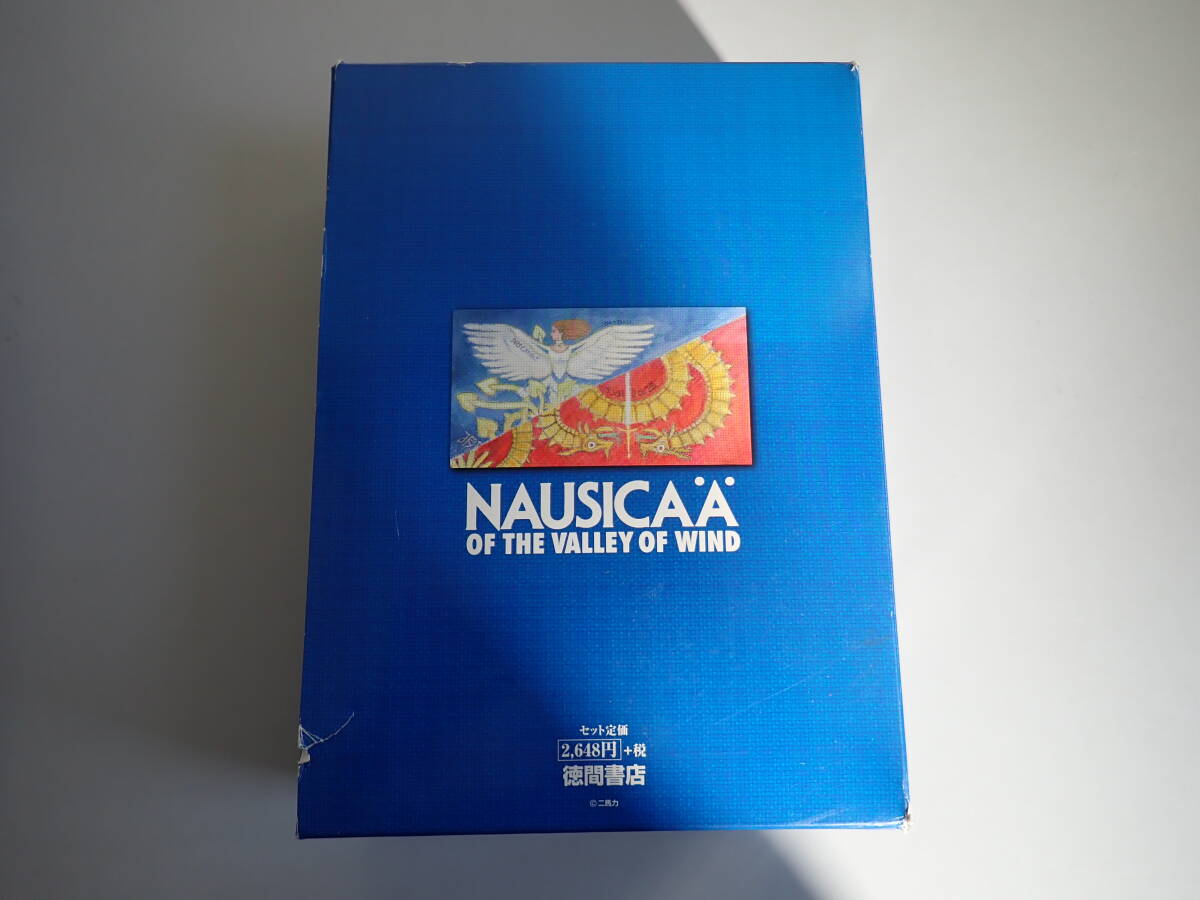 NAUSICAÄ
OF THE VALLEY OF WIND
セット定価
2,648円+税
徳間書店
©二馬力